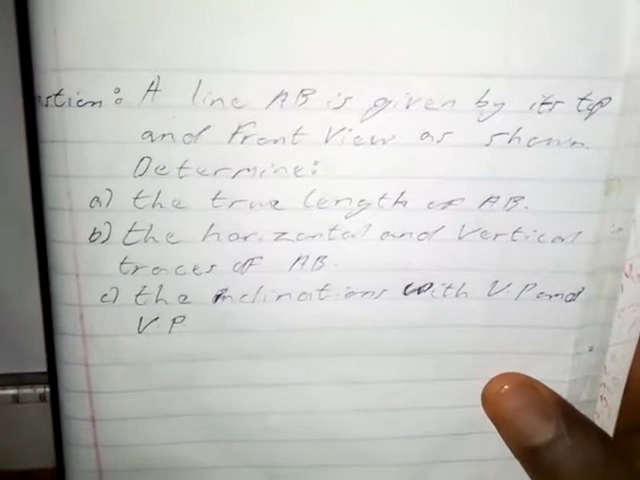 stion: A line AB is given by its top
and Front View as shown.
Determine:
a) the true length of AB.
b) the horizontal and vertical
traces of AB.
c) the inclinations with V.P and
V.P.